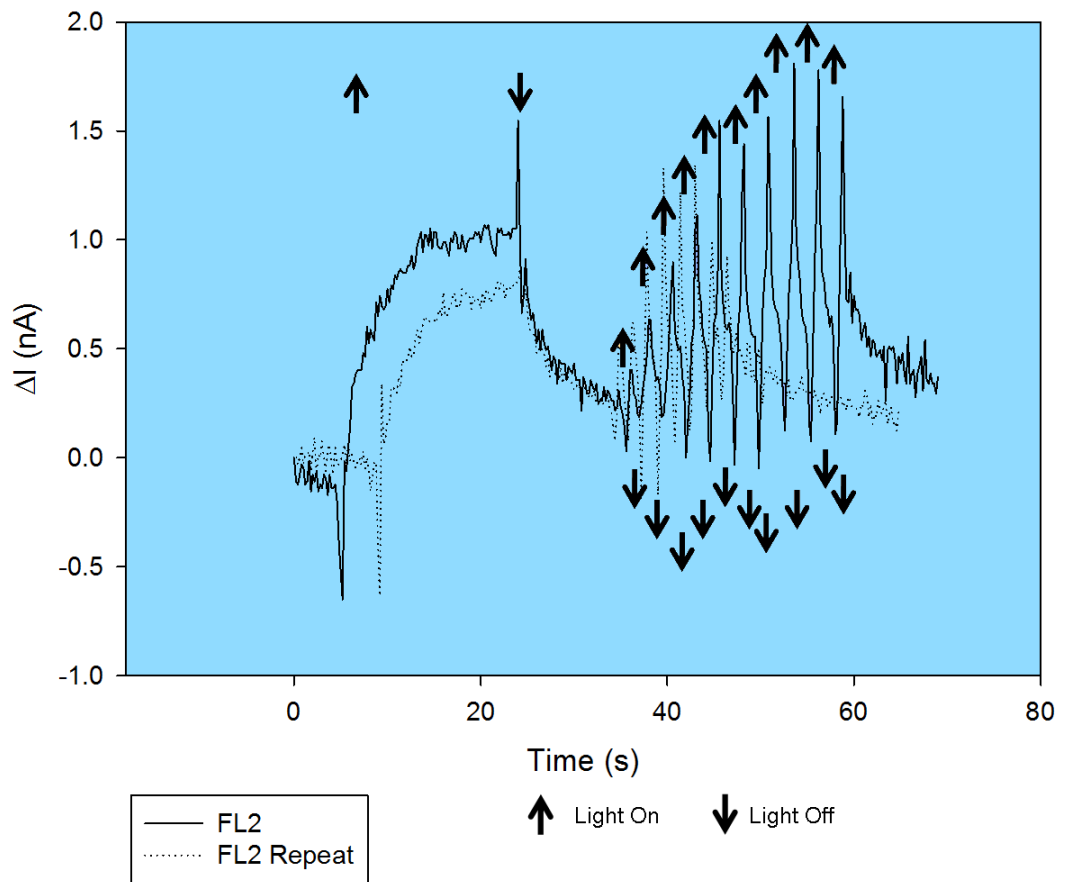 2.0
1.5
1.0
0.5
0.0
-0.5
-1.0
ΔI (nA)
0 20 40 60 80
Time (s)
FL2
FL2 Repeat
Light On
Light Off